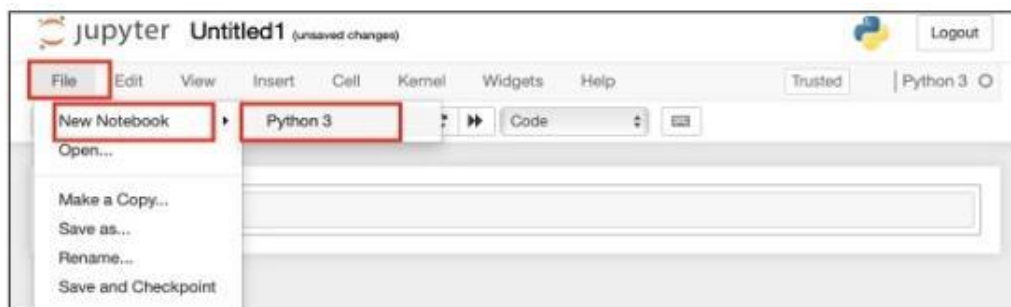 jupyter Untitled1 (unsaved changes) Logout
File Edit View Insert Cell Kernel Widgets Help Trusted Python 3
New Notebook Python 3 Code
Open...
Make a Copy...
Save as...
Rename...
Save and Checkpoint